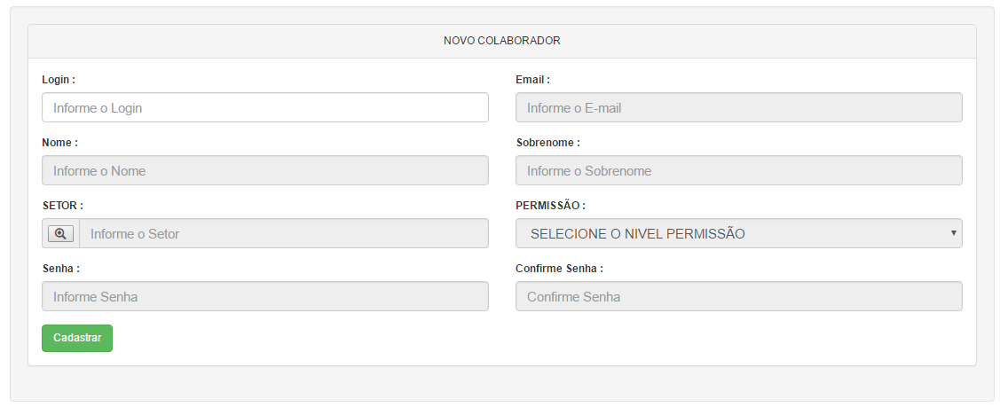 NOVO COLABORADOR
Login :
Email :
Informe o Login
Informe o E-mail
Nome :
Sobrenome :
Informe o Nome
Informe o Sobrenome
SETOR :
PERMISSÃO :
Informe o Setor
SELECIONE O NIVEL PERMISSÃO
Senha :
Confirme Senha :
Informe Senha
Confirme Senha
Cadastrar